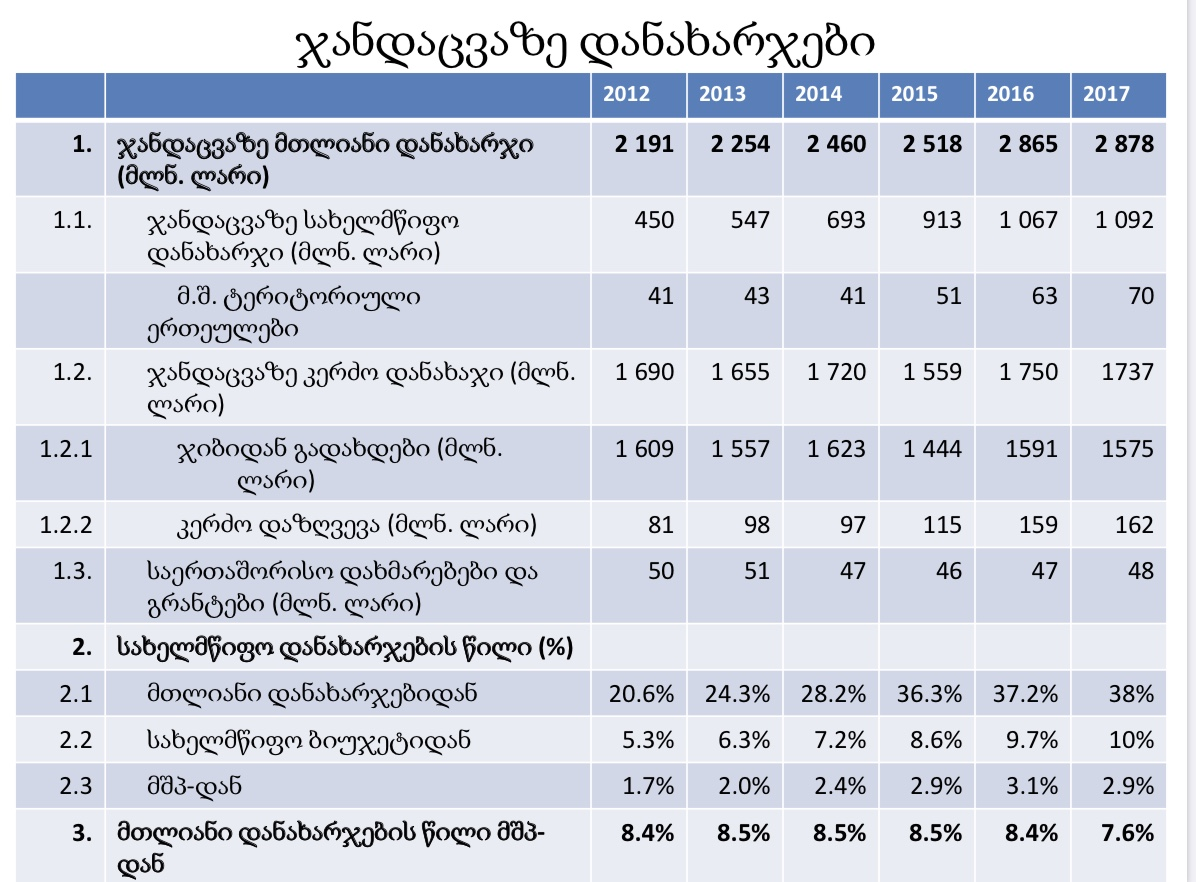 ჯანდაცვაზე დანახარჯები
2012 2013 2014 2015 2016 2017
1. ჯანდაცვაზე მთლიანი დანახარჯი 2 191 2 254 2 460 2 518 2 865 2 878
(მლნ. ლარი)
1.1. ჯანდაცვაზე სახელმწიფო 450 547 693 913 1 067 1 092
დანახარჯი (მლნ. ლარი)
მ.შ. ტერიტორიული 41 43 41 51 63 70
ერთეულები
1.2. ჯანდაცვაზე კერძო დანახაჯი (მლნ. 1 690 1 655 1 720 1 559 1 750 1737
ლარი)
1.2.1 ჯიბიდან გადახდები (მლნ. 1 609 1 557 1 623 1 444 1591 1575
ლარი)
1.2.2 კერძო დაზღვევა (მლნ. ლარი) 81 98 97 115 159 162
1.3. საერთაშორისო დახმარებები და 50 51 47 46 47 48
გრანტები (მლნ. ლარი)
2. სახელმწიფო დანახარჯების წილი (%)
2.1 მთლიანი დანახარჯებიდან 20.6% 24.3% 28.2% 36.3% 37.2% 38%
2.2 სახელმწიფო ბიუჯეტიდან 5.3% 6.3% 7.2% 8.6% 9.7% 10%
2.3 მშპ-დან 1.7% 2.0% 2.4% 2.9% 3.1% 2.9%
3. მთლიანი დანახარჯების წილი მშპ- 8.4% 8.5% 8.5% 8.5% 8.4% 7.6%
დან